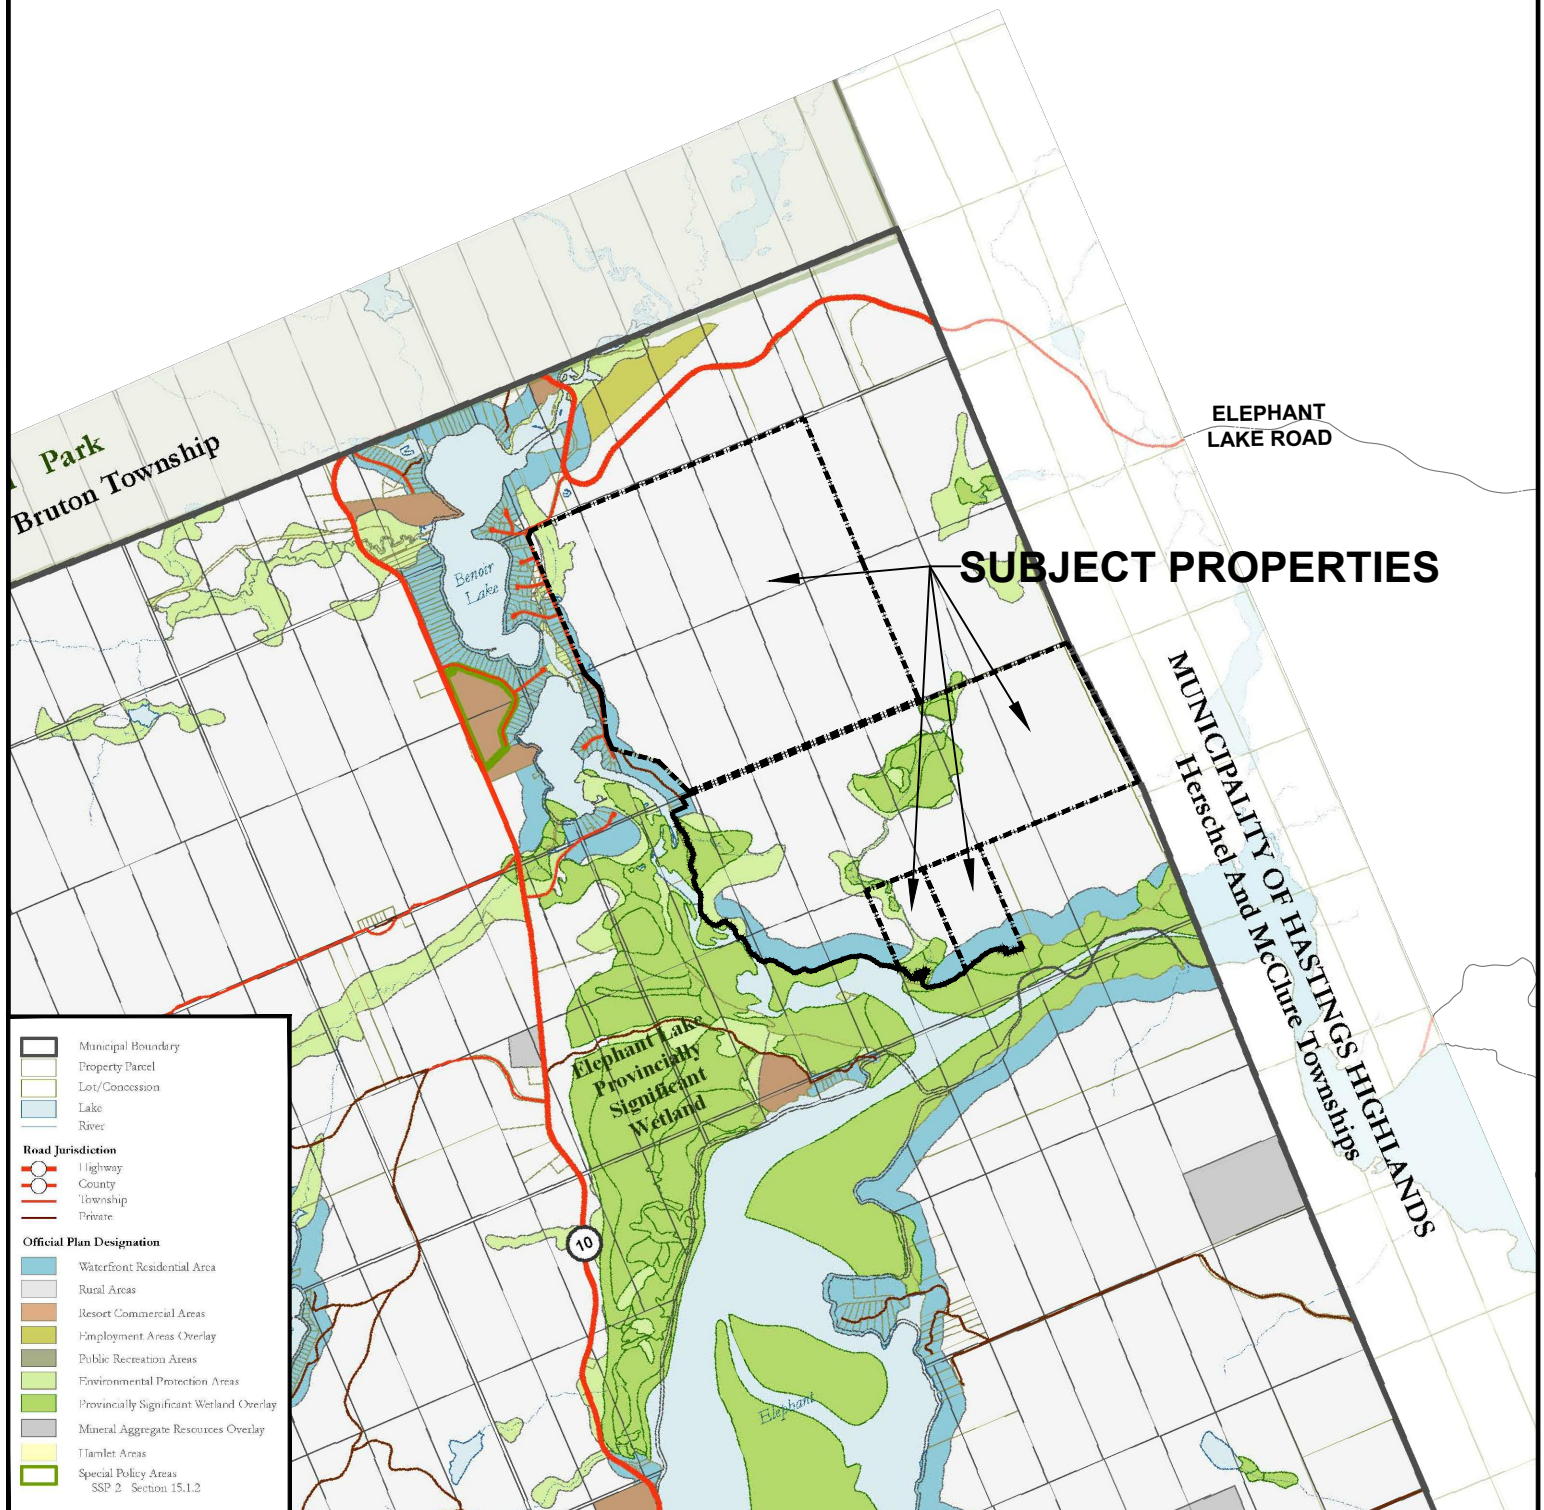 ELEPHANT
LAKE ROAD
Park
Bruton Township
SUBJECT PROPERTIES
Benoir
Lake
MUNICIPALITY OF HASTINGS HIGHLANDS
Herschel And McClure Townships
Elephant Lake
Provincially
Significant
Wetland
10
Elephant
Municipal Boundary
Property Parcel
Lot/Concession
Lake
River
Road Jurisdiction
Highway
County
Township
Private
Official Plan Designation
Waterfront Residential Area
Rural Areas
Resort Commercial Areas
Employment Areas Overlay
Public Recreation Areas
Environmental Protection Areas
Provincially Significant Wetland Overlay
Mineral Aggregate Resources Overlay
Hamlet Areas
Special Policy Areas
SSP 2 Section 15.1.2